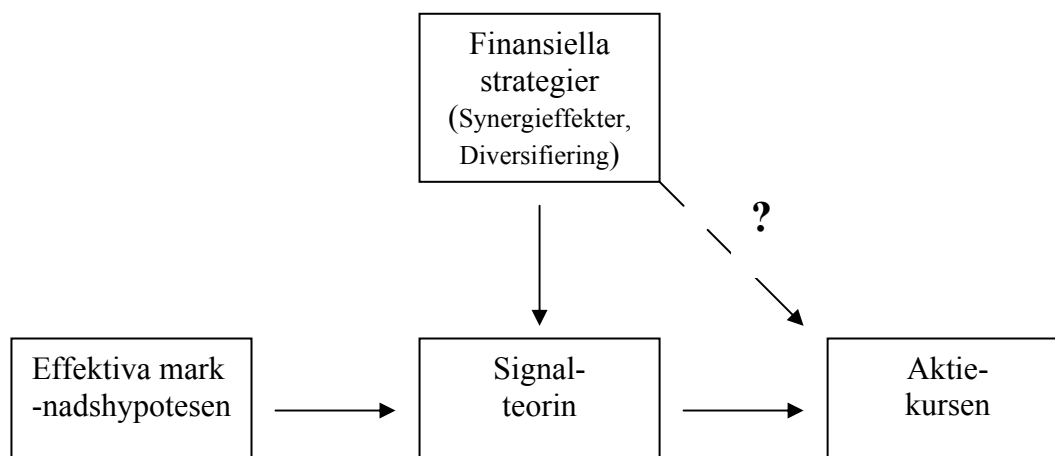 Finansiella
strategier
(Synergieffekter,
Diversifiering)
?
Effektiva mark
-nadshypotesen
Signal-
teorin
Aktie-
kursen